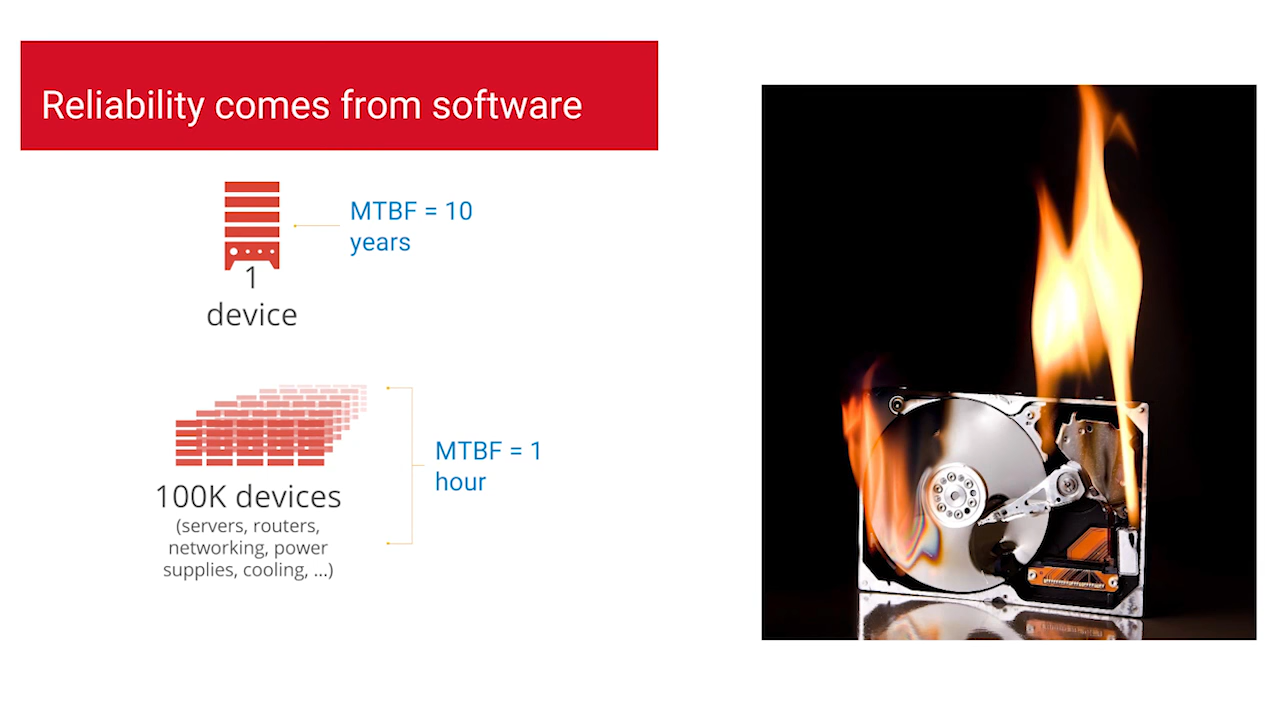 Reliability comes from software
MTBF = 10
years
1
device
MTBF = 1
hour
100K devices
(servers, routers,
networking, power
supplies, cooling, ...)